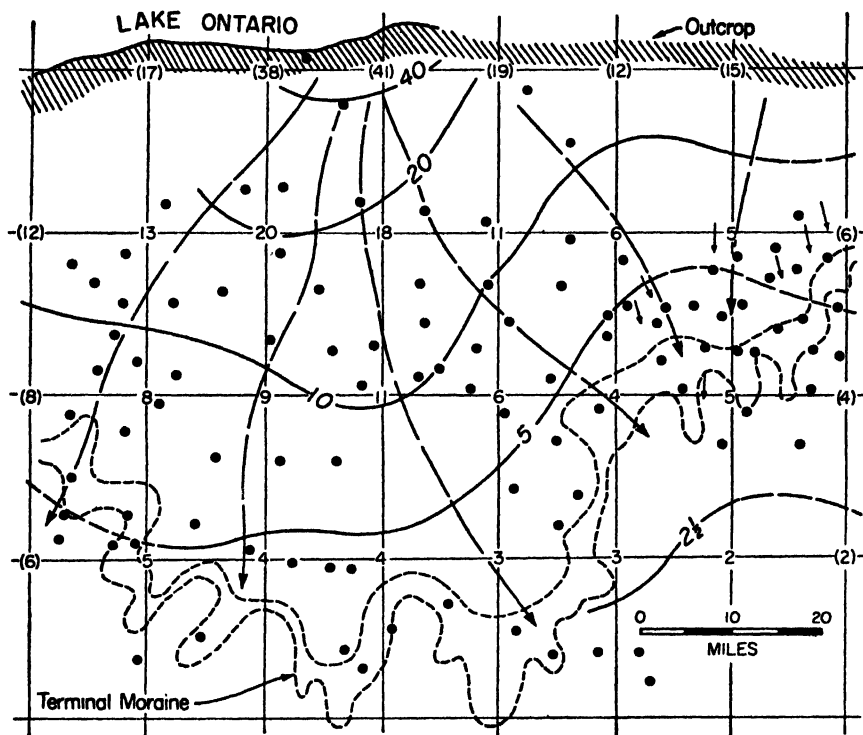 LAKE ONTARIO
Outcrop
(17) (38) (41) (19) (12) (15)
40
20
(12) 13 20 18 11 6 5 (6)
(8) 8 9 10 11 6 4 5 (4)
5
2½
(6) 5 4 4 3 3 2 (2)
0 10 20
MILES
Terminal Moraine